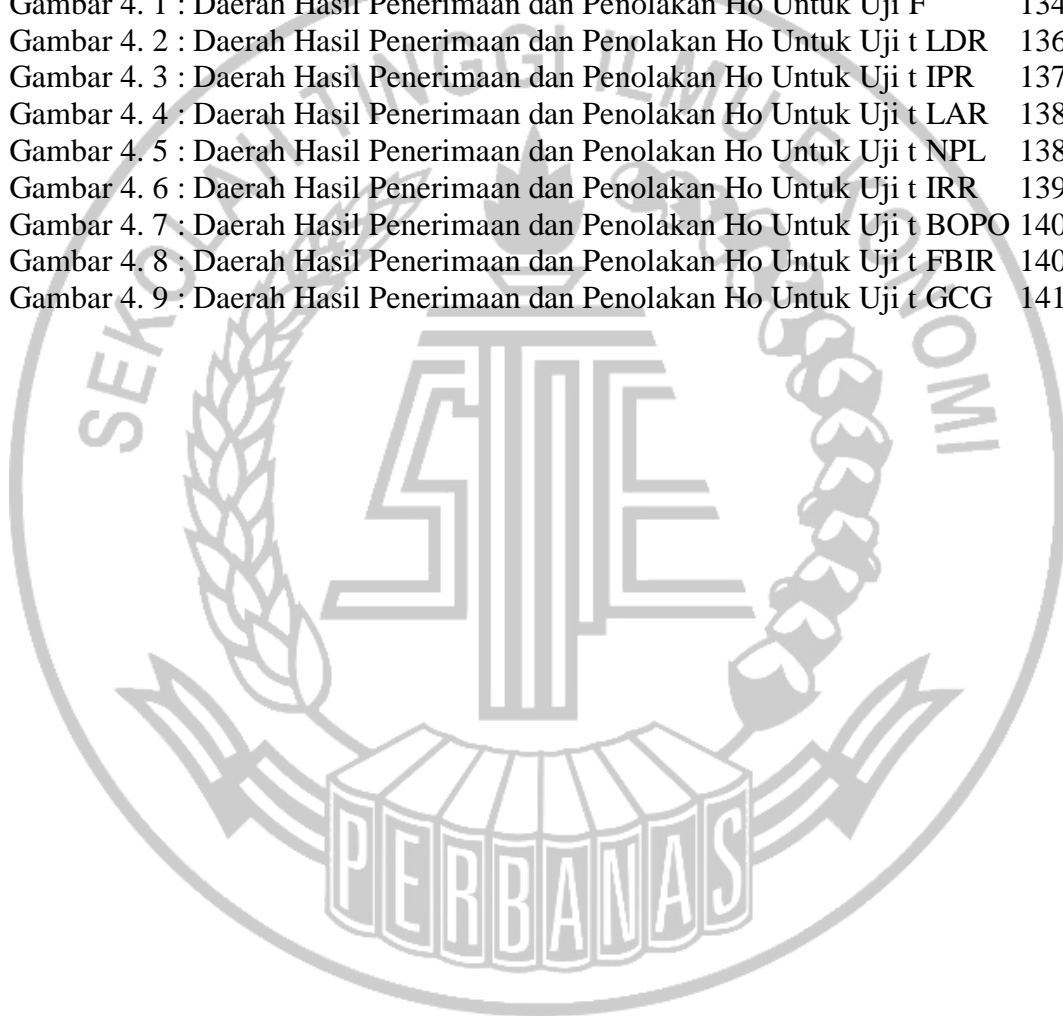 Gambar 4. 1 : Daerah Hasil Penerimaan dan Penolakan Ho Untuk Uji F 134
Gambar 4. 2 : Daerah Hasil Penerimaan dan Penolakan Ho Untuk Uji t LDR 136
Gambar 4. 3 : Daerah Hasil Penerimaan dan Penolakan Ho Untuk Uji t IPR 137
Gambar 4. 4 : Daerah Hasil Penerimaan dan Penolakan Ho Untuk Uji t LAR 138
Gambar 4. 5 : Daerah Hasil Penerimaan dan Penolakan Ho Untuk Uji t NPL 138
Gambar 4. 6 : Daerah Hasil Penerimaan dan Penolakan Ho Untuk Uji t IRR 139
Gambar 4. 7 : Daerah Hasil Penerimaan dan Penolakan Ho Untuk Uji t BOPO 140
Gambar 4. 8 : Daerah Hasil Penerimaan dan Penolakan Ho Untuk Uji t FBIR 140
Gambar 4. 9 : Daerah Hasil Penerimaan dan Penolakan Ho Untuk Uji t GCG 141
SEKOLAH TINGGI ILMU EKONOMI
STIE
PERBANAS